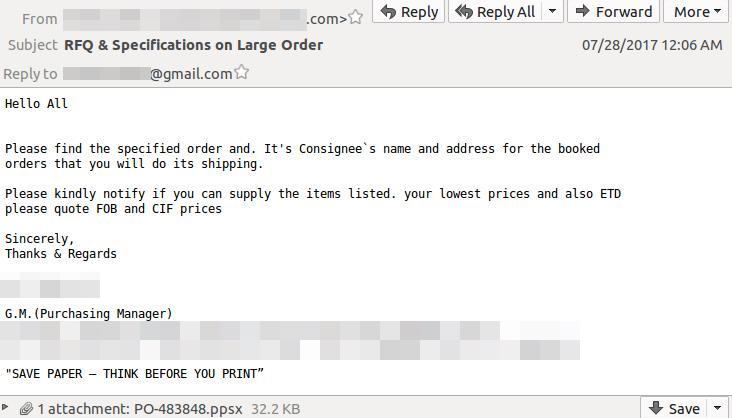 From .com>
Reply Reply All Forward More
Subject RFQ & Specifications on Large Order 07/28/2017 12:06 AM
Reply to @gmail.com
Hello All
Please find the specified order and. It's Consignee`s name and address for the booked
orders that you will do its shipping.
Please kindly notify if you can supply the items listed. your lowest prices and also ETD
please quote FOB and CIF prices
Sincerely,
Thanks & Regards
G.M.(Purchasing Manager)
"SAVE PAPER – THINK BEFORE YOU PRINT”
1 attachment: PO-483848.ppsx 32.2 KB Save